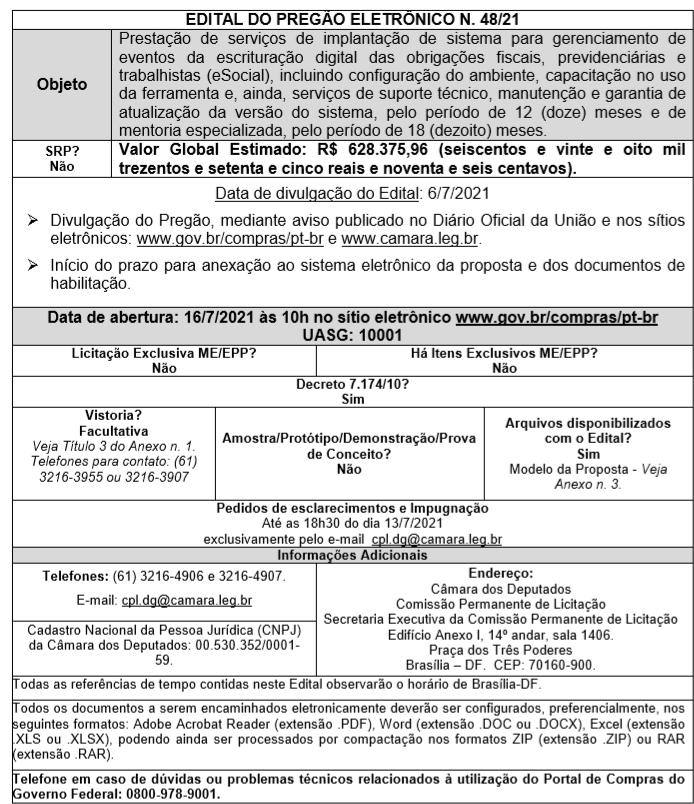 EDITAL DO PREGÃO ELETRÔNICO N. 48/21
Objeto
Prestação de serviços de implantação de sistema para gerenciamento de
eventos da escrituração digital das obrigações fiscais, previdenciárias e
trabalhistas (eSocial), incluindo configuração do ambiente, capacitação no uso
da ferramenta e, ainda, serviços de suporte técnico, manutenção e garantia de
atualização da versão do sistema, pelo período de 12 (doze) meses e de
mentoria especializada, pelo período de 18 (dezoito) meses.
SRP?
Não
Valor Global Estimado: R$ 628.375,96 (seiscentos e vinte e oito mil
trezentos e setenta e cinco reais e noventa e seis centavos).
Data de divulgação do Edital: 6/7/2021
➢ Divulgação do Pregão, mediante aviso publicado no Diário Oficial da União e nos sítios
eletrônicos: www.gov.br/compras/pt-br e www.camara.leg.br.
➢ Início do prazo para anexação ao sistema eletrônico da proposta e dos documentos de
habilitação.
Data de abertura: 16/7/2021 às 10h no sítio eletrônico www.gov.br/compras/pt-br
UASG: 10001
Licitação Exclusiva ME/EPP?
Não
Há Itens Exclusivos ME/EPP?
Não
Decreto 7.174/10?
Sim
Vistoria?
Facultativa
Veja Título 3 do Anexo n. 1.
Telefones para contato: (61)
3216-3955 ou 3216-3907
Amostra/Protótipo/Demonstração/Prova
de Conceito?
Não
Arquivos disponibilizados
com o Edital?
Sim
Modelo da Proposta - Veja
Anexo n. 3.
Pedidos de esclarecimentos e Impugnação
Até as 18h30 do dia 13/7/2021
exclusivamente pelo e-mail cpl.dg@camara.leg.br
Informações Adicionais
Telefones: (61) 3216-4906 e 3216-4907.
E-mail: cpl.dg@camara.leg.br
Cadastro Nacional da Pessoa Jurídica (CNPJ)
da Câmara dos Deputados: 00.530.352/0001-
59.
Endereço:
Câmara dos Deputados
Comissão Permanente de Licitação
Secretaria Executiva da Comissão Permanente de Licitação
Edifício Anexo I, 14º andar, sala 1406.
Praça dos Três Poderes
Brasília – DF. CEP: 70160-900.
Todas as referências de tempo contidas neste Edital observarão o horário de Brasília-DF.
Todos os documentos a serem encaminhados eletronicamente deverão ser configurados, preferencialmente, nos
seguintes formatos: Adobe Acrobat Reader (extensão .PDF), Word (extensão .DOC ou .DOCX), Excel (extensão
.XLS ou .XLSX), podendo ainda ser processados por compactação nos formatos ZIP (extensão .ZIP) ou RAR
(extensão .RAR).
Telefone em caso de dúvidas ou problemas técnicos relacionados à utilização do Portal de Compras do
Governo Federal: 0800-978-9001.